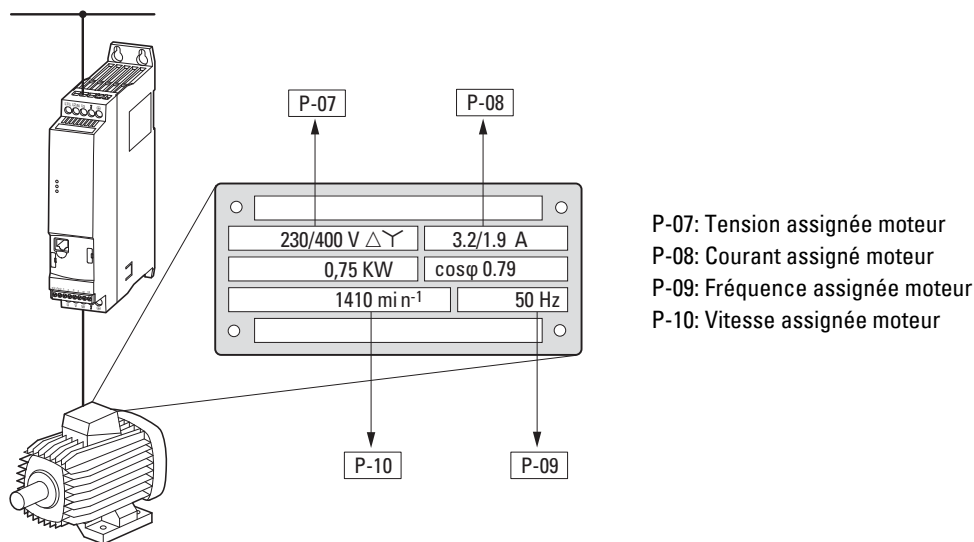 P-07
P-08
230/400 V △Y
3.2/1.9 A
0,75 KW
cosφ 0.79
1410 min-1
50 Hz
P-10
P-09
P-07: Tension assignée moteur
P-08: Courant assigné moteur
P-09: Fréquence assignée moteur
P-10: Vitesse assignée moteur